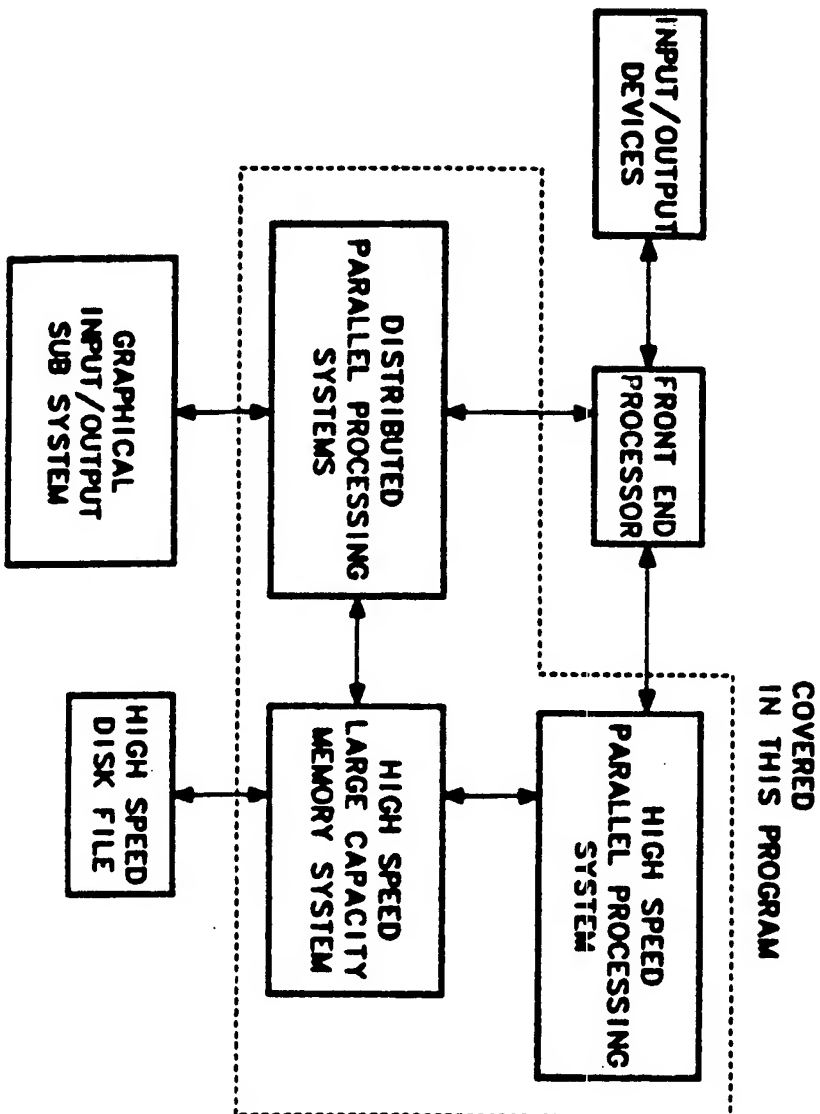 COVERED
IN THIS PROGRAM
INPUT/OUTPUT
DEVICES
FRONT END
PROCESSOR
HIGH SPEED
PARALLEL PROCESSING
SYSTEM
DISTRIBUTED
PARALLEL PROCESSING
SYSTEMS
HIGH SPEED
LARGE CAPACITY
MEMORY SYSTEM
GRAPHICAL
INPUT/OUTPUT
SUB SYSTEM
HIGH SPEED
DISK FILE